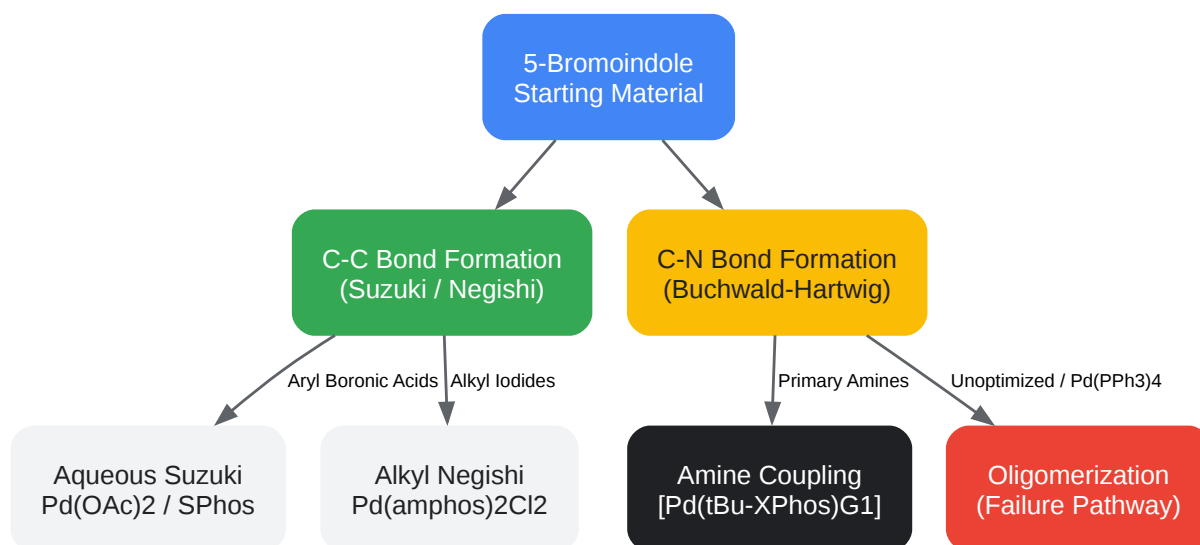 5-Bromoindole
Starting Material
C-C Bond Formation
(Suzuki / Negishi)
C-N Bond Formation
(Buchwald-Hartwig)
Aryl Boronic Acids
Alkyl Iodides
Primary Amines
Unoptimized / Pd(PPh3)4
Aqueous Suzuki
Pd(OAc)2 / SPhos
Alkyl Negishi
Pd(amphos)2Cl2
Amine Coupling
[Pd(tBu-XPhos)G1]
Oligomerization
(Failure Pathway)